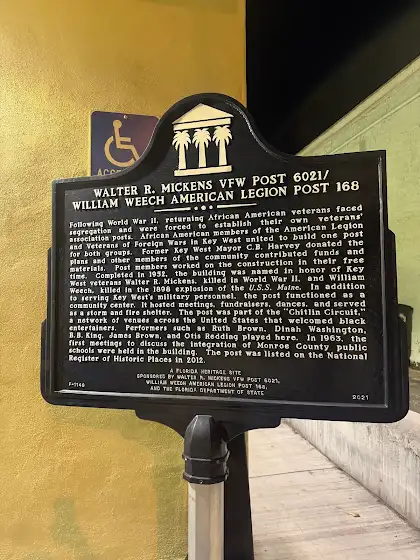 ACC
WALTER R. MICKENS VFW POST 6021/
WILLIAM WEECH AMERICAN LEGION POST 168
Following World War II, returning African American veterans faced
segregation and were forced to establish their own veterans'
association posts. African American members of the American Legion
and Veterans of Foreign Wars in Key West united to build one post
for both groups. Former Key West Mayor C.B. Harvey donated the
plans and other members of the community contributed funds and
materials. Post members worked on the construction in their free
time. Completed in 1952, the building was named in honor of Key
West veterans Walter R. Mickens, killed in World War II, and William
Weech, killed in the 1898 explosion of the U.S.S. Maine. In addition
to serving Key West's military personnel, the post functioned as a
community center. It hosted meetings, fundraisers, dances, and served
as a storm and fire shelter. The post was part of the "Chitlin Circuit,"
a network of venues across the United States that welcomed black
entertainers. Performers such as Ruth Brown, Dinah Washington,
B.B. King, James Brown, and Otis Redding played here. In 1963, the
first meetings to discuss the integration of Monroe County public
schools were held in the building. The post was listed on the National
Register of Historic Places in 2012.
A FLORIDA HERITAGE SITE
SPONSORED BY WALTER R. MICKENS VFW POST 6021,
WILLIAM WEECH AMERICAN LEGION POST 168,
AND THE FLORIDA DEPARTMENT OF STATE
F-1149
2021